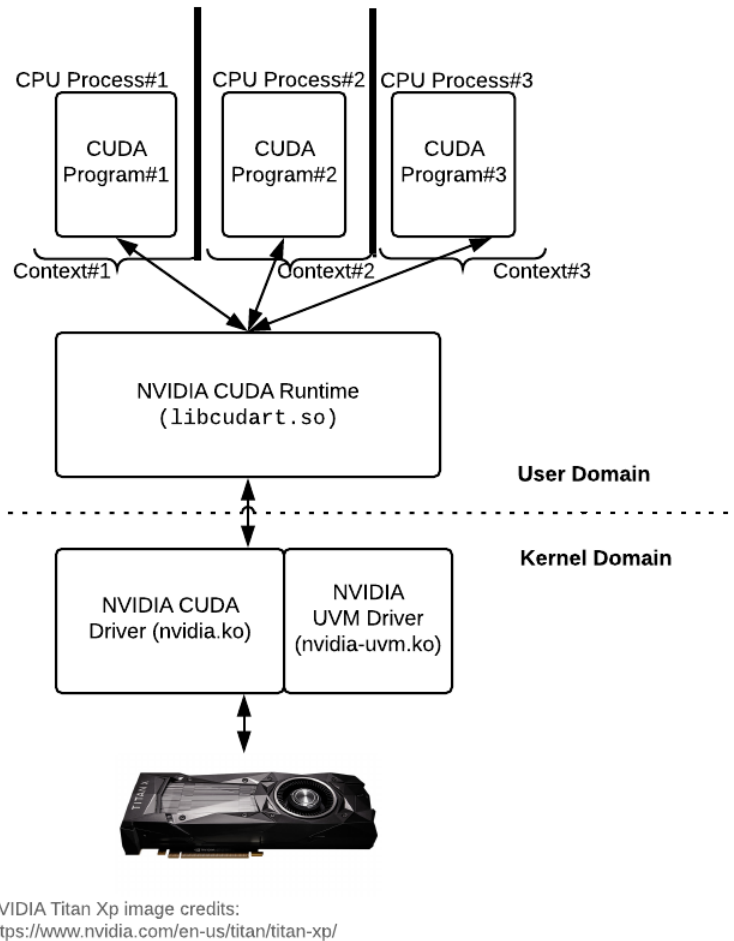 CPU Process#1 CPU Process#2 CPU Process#3
CUDA
Program#1
CUDA
Program#2
CUDA
Program#3
Context#1 Context#2 Context#3
NVIDIA CUDA Runtime
(libcudart.so)
User Domain
Kernel Domain
NVIDIA CUDA
Driver (nvidia.ko)
NVIDIA
UVM Driver
(nvidia-uvm.ko)
TITAN X
VIDIA Titan Xp image credits:
ttps://www.nvidia.com/en-us/titan/titan-xp/